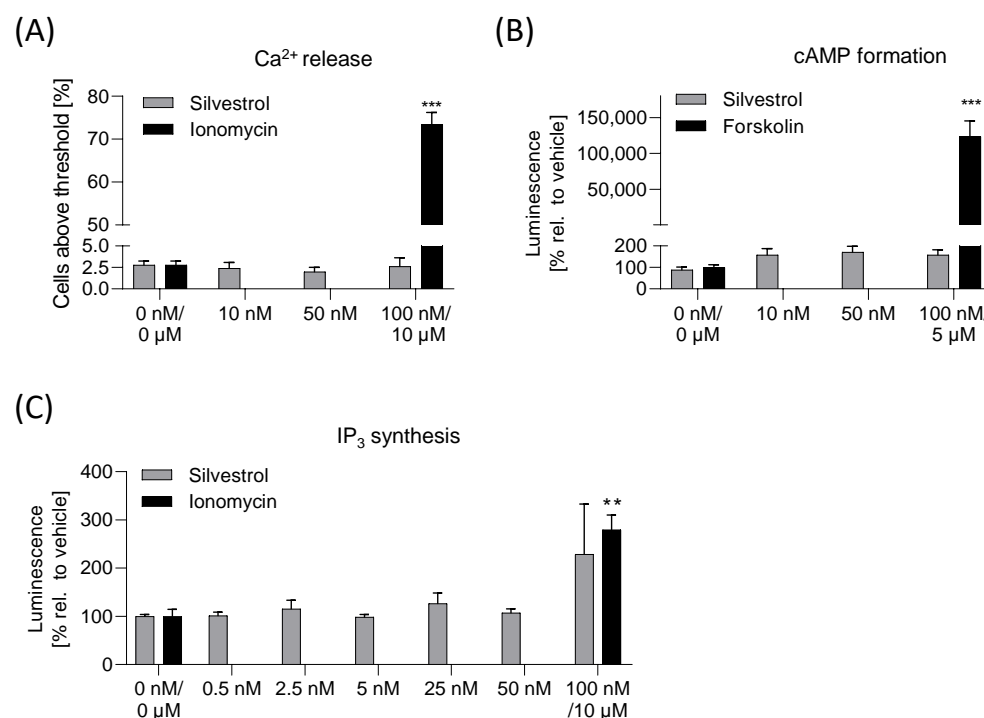 (A)
Ca2+ release
Cells above threshold [%]
80
70
60
50
5.0
2.5
0.0
Silvestrol
Ionomycin
***
0 nM/
0 µM
10 nM
50 nM
100 nM/
10 µM
(B)
cAMP formation
Luminescence
[% rel. to vehicle]
150,000
100,000
50,000
200
100
0
Silvestrol
Forskolin
***
0 nM/
0 µM
10 nM
50 nM
100 nM/
5 µM
(C)
IP3 synthesis
Luminescence
[% rel. to vehicle]
400
300
200
100
0
Silvestrol
Ionomycin
**
0 nM/
0 µM
0.5 nM
2.5 nM
5 nM
25 nM
50 nM
100 nM
/10 µM